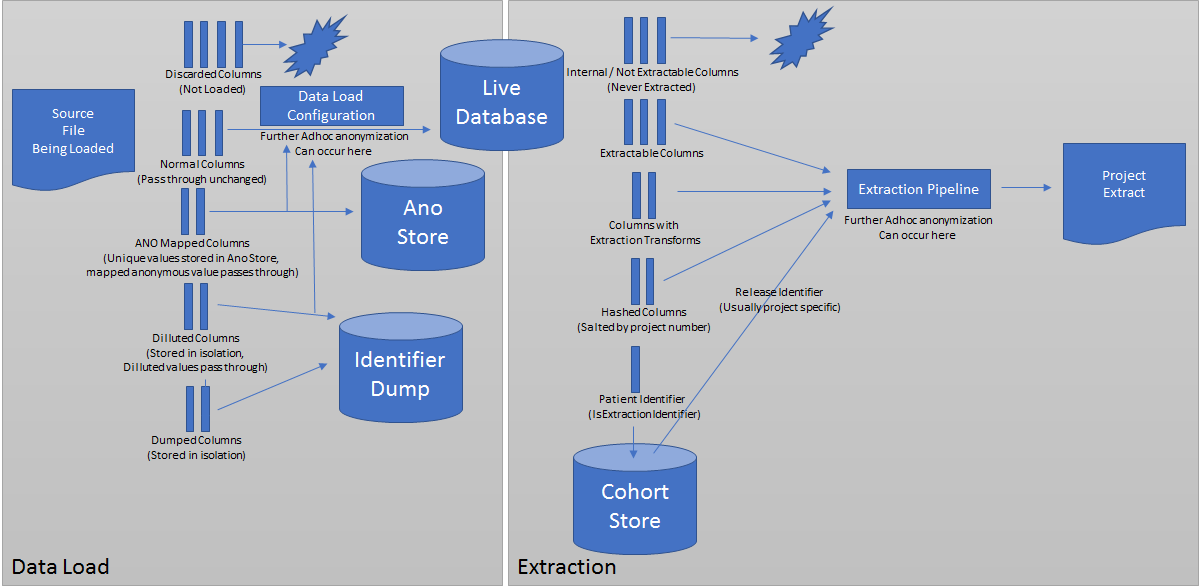 Discarded Columns
(Not Loaded)
Source
File
Being Loaded
Data Load
Configuration
Further Adhoc anonymization
Can occur here
Live
Database
Normal Columns
(Pass through unchanged)
Ano
Store
ANO Mapped Columns
(Unique values stored in Ano Store,
mapped anonymous value passes through)
Dilluted Columns
(Stored in isolation,
Dilluted values pass through)
Identifier
Dump
Dumped Columns
(Stored in isolation)
Data Load
Internal / Not Extractable Columns
(Never Extracted)
Extractable Columns
Columns with
Extraction Transforms
Hashed Columns
(Salted by project number)
Patient Identifier
(IsExtractionIdentifier)
Cohort
Store
Release Identifier
(Usually project specific)
Extraction Pipeline
Further Adhoc anonymization
Can occur here
Project
Extract
Extraction